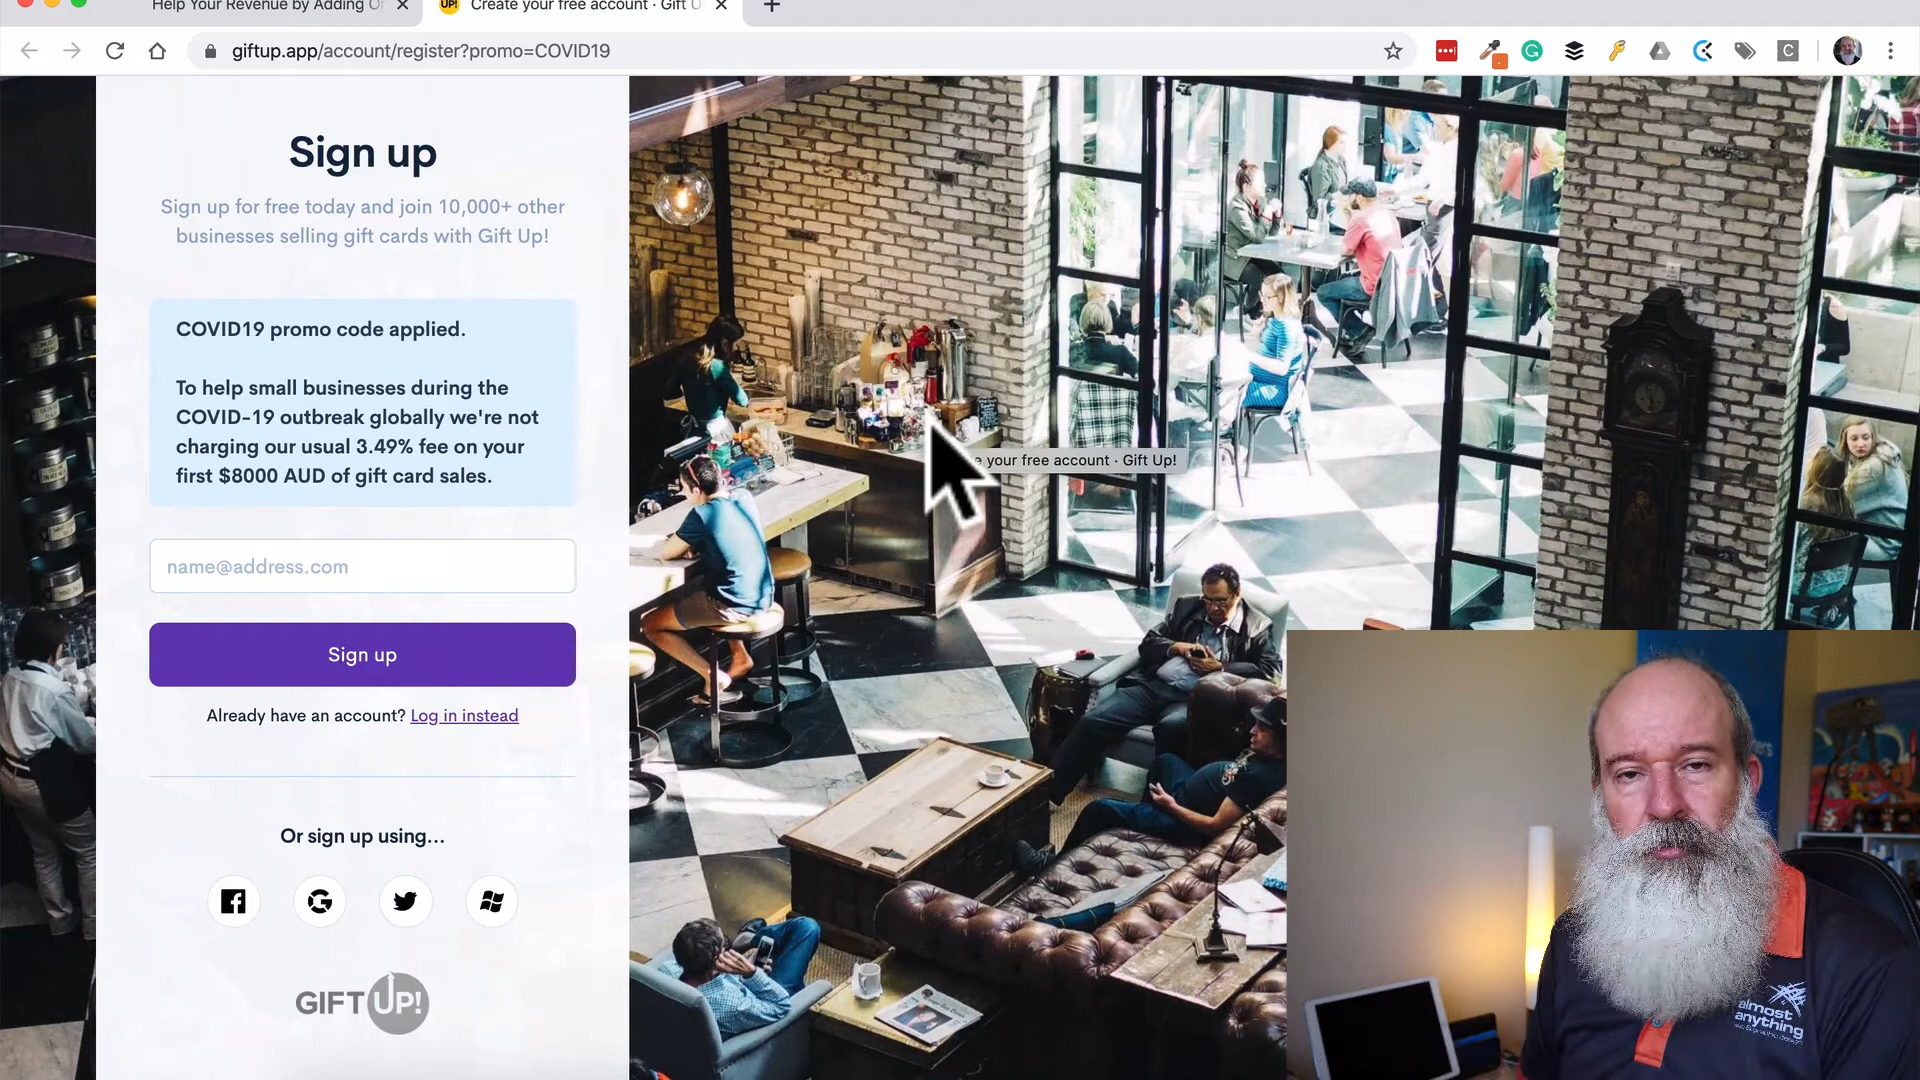 Help Your Revenue by Adding Or
UP!
Create your free account · Gift U
giftup.app/account/register?promo=COVID19
C
Sign up
Sign up for free today and join 10,000+ other
businesses selling gift cards with Gift Up!
COVID19 promo code applied.
To help small businesses during the
COVID-19 outbreak globally we're not
charging our usual 3.49% fee on your
first $8000 AUD of gift card sales.
your free account · Gift Up!
name@address.com
Sign up
Already have an account? Log in instead
Or sign up using...
GIFT UP!
almost
anything